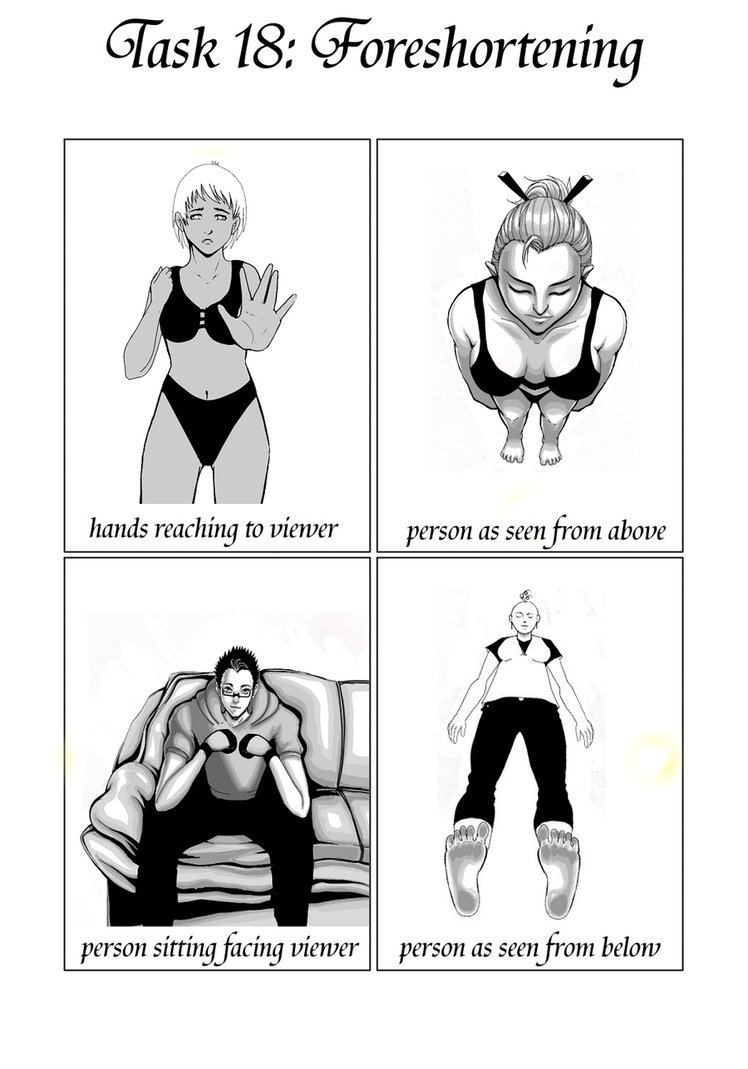 Task 18: Foreshortening
hands reaching to viewer
person as seen from above
person sitting facing viewer
person as seen from below